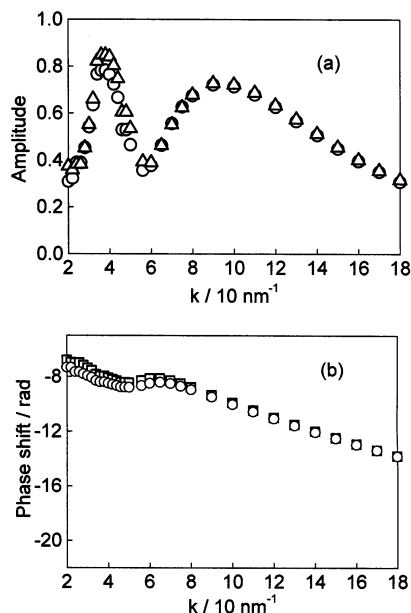 1.0
0.8
0.6
0.4
0.2
0.0
Amplitude
(a)
2 4 6 8 10 12 14 16 18
k / 10 nm⁻¹
-8
-12
-16
-20
Phase shift / rad
(b)
2 4 6 8 10 12 14 16 18
k / 10 nm⁻¹